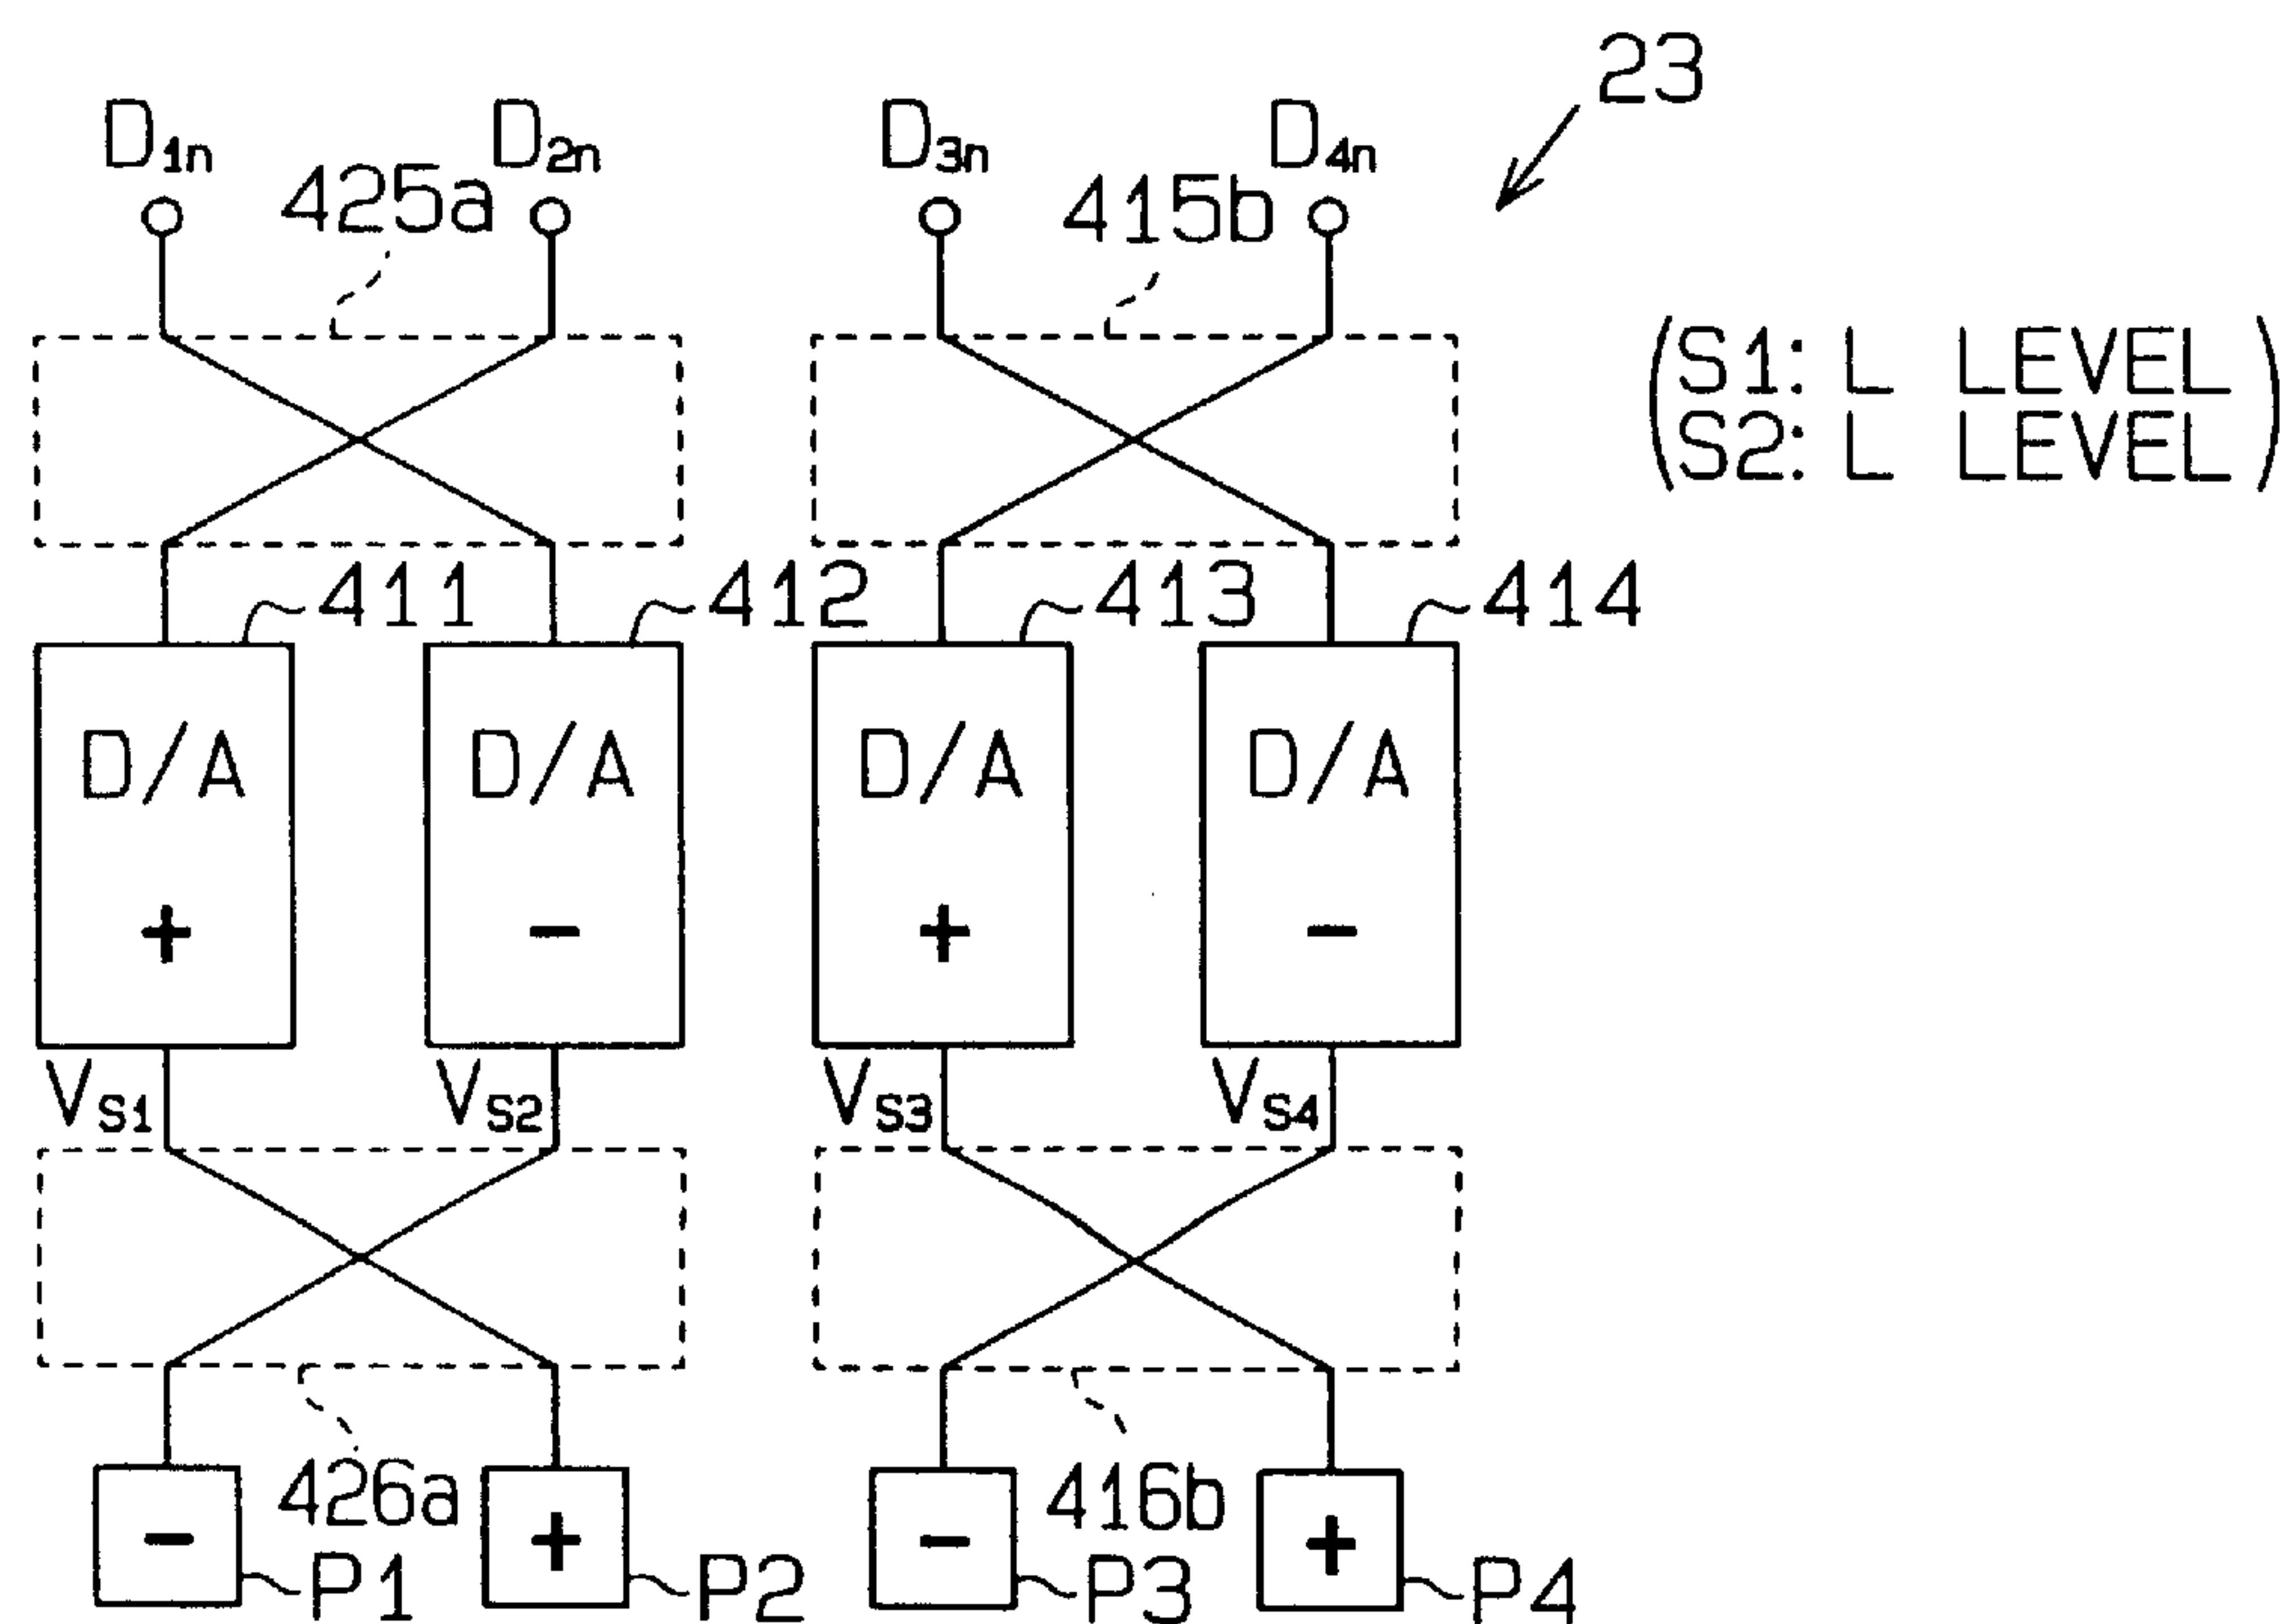 23
D1n D2n D3n D4n
425a 415b
(S1: L LEVEL
S2: L LEVEL)
411 412 413 414
D/A D/A D/A D/A
+ - + -
VS1 VS2 VS3 VS4
426a 416b
- + - +
P1 P2 P3 P4